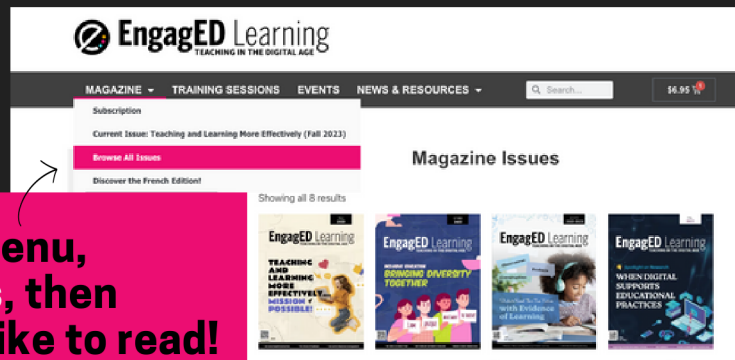 EngagED Learning
TEACHING IN THE DIGITAL AGE
MAGAZINE TRAINING SESSIONS EVENTS NEWS & RESOURCES Search... $6.95
Subscription
Current Issue: Teaching and Learning More Effectively (Fall 2023)
Browse All Issues
Discover the French Edition!
Magazine Issues
Showing all 8 results
enu,
s, then
ike to read!
EngagED Learning
TEACHING
AND
LEARNING
MORE
EFFECTIVELY...
MISSION
POSSIBLE!
EngagED Learning
BRINGING DIVERSITY
TOGETHER
EngagED Learning
with Evidence
of Learning
EngagED Learning
Spotlight on Research:
WHEN DIGITAL
SUPPORTS
EDUCATIONAL
PRACTICES